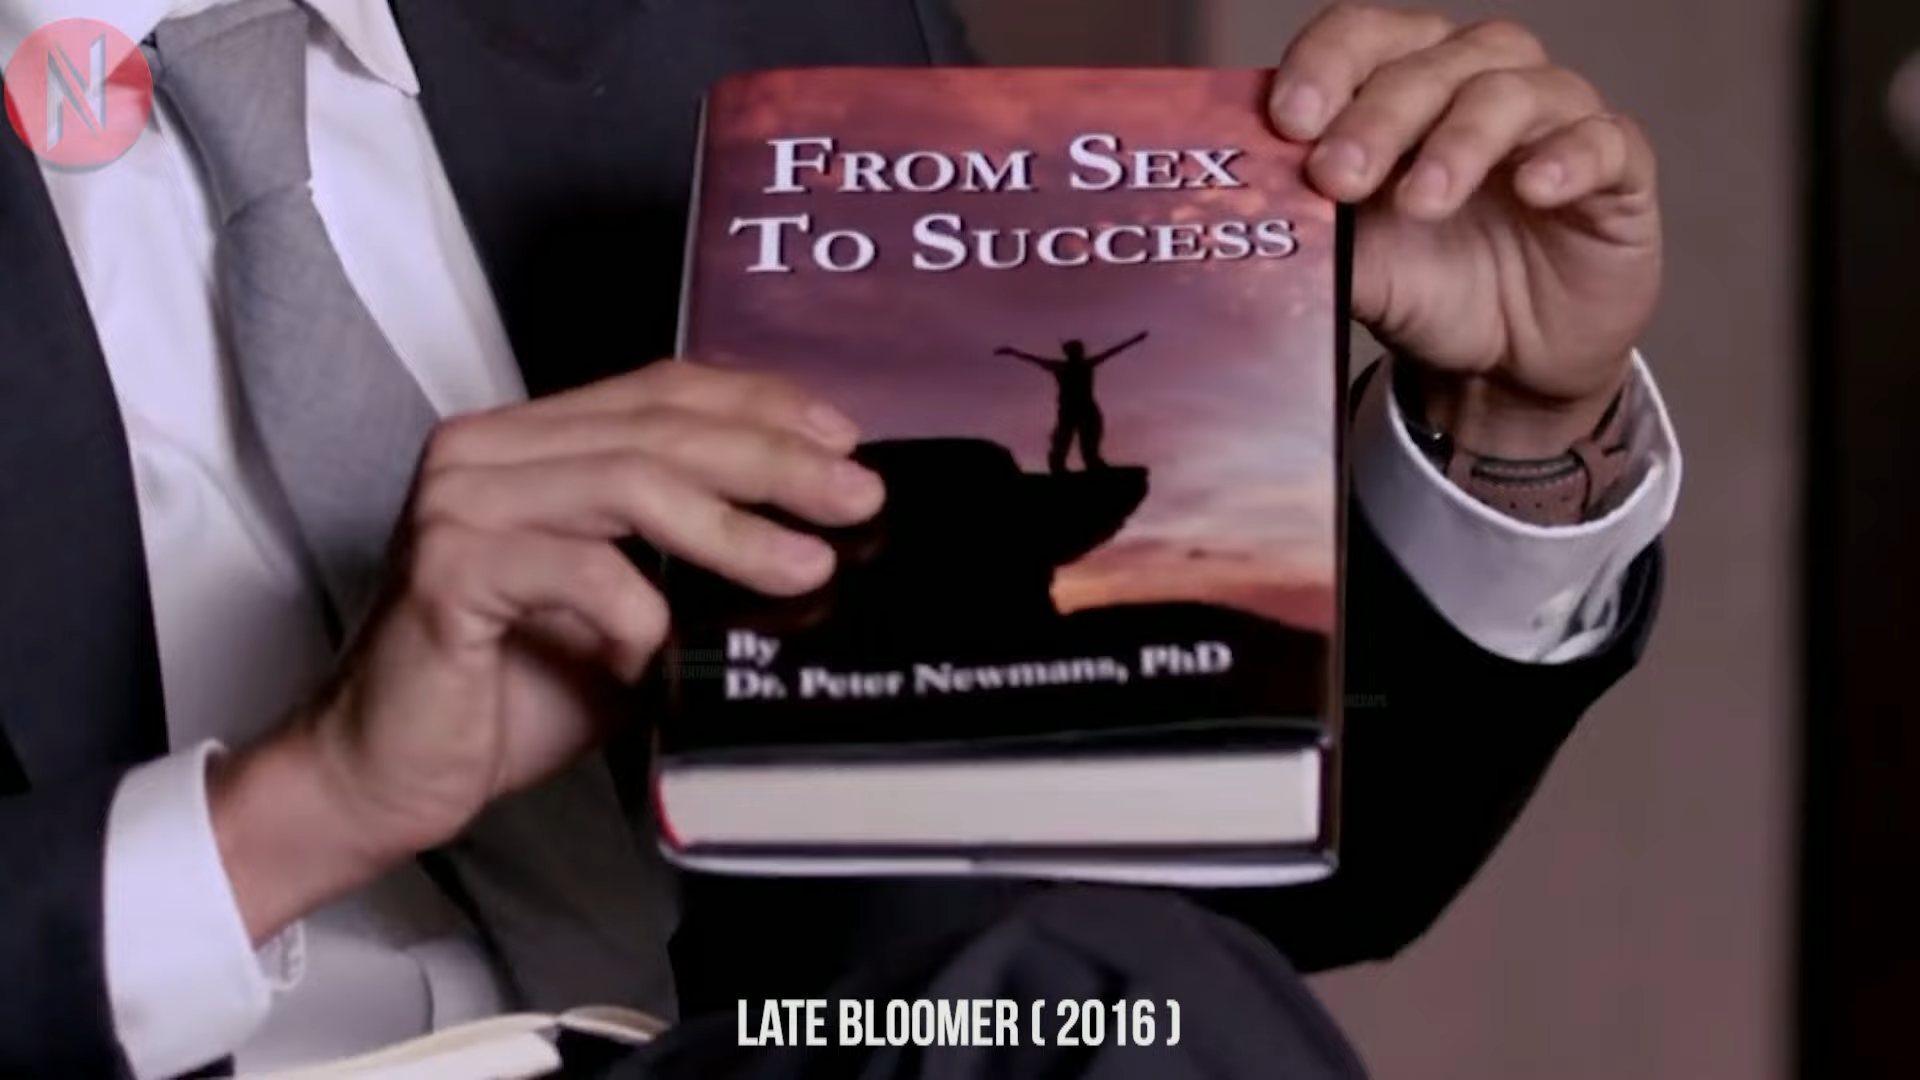 FROM SEX
TO SUCCESS
By
Dr. Peter Newmans, PhD
LATE BLOOMER ( 2016 )